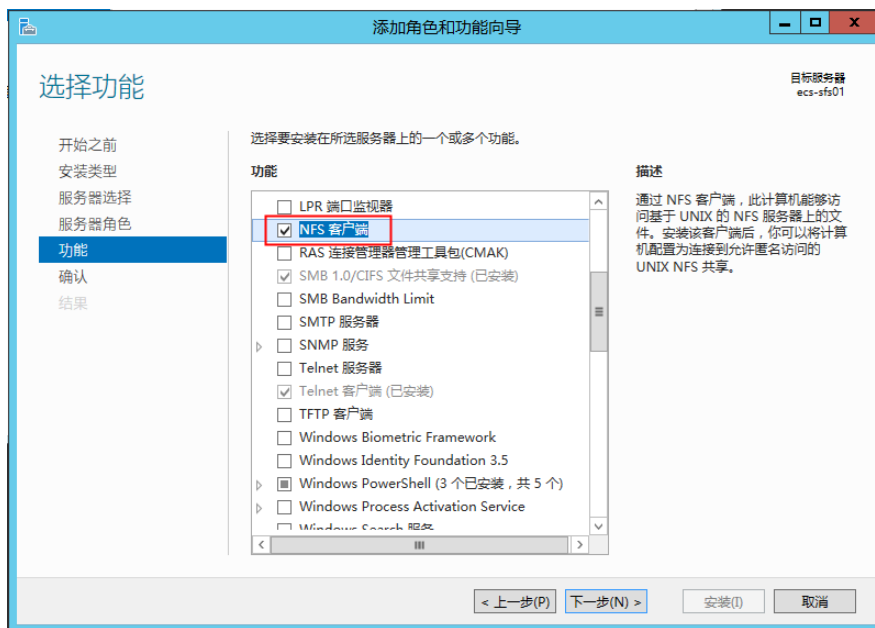 添加角色和功能向导
选择功能
目标服务器
ecs-sfs01
开始之前
安装类型
服务器选择
服务器角色
功能
确认
结果
选择要安装在所选服务器上的一个或多个功能。
功能
LPR 端口监视器
NFS 客户端
RAS 连接管理器管理工具包(CMAK)
SMB 1.0/CIFS 文件共享支持 (已安装)
SMB Bandwidth Limit
SMTP 服务器
SNMP 服务
Telnet 服务器
Telnet 客户端 (已安装)
TFTP 客户端
Windows Biometric Framework
Windows Identity Foundation 3.5
Windows PowerShell (3 个已安装，共 5 个)
Windows Process Activation Service
Windows Search 服务
描述
通过 NFS 客户端，此计算机能够访
问基于 UNIX 的 NFS 服务器上的文
件。安装该客户端后，你可以将计算
机配置为连接到允许匿名访问的
UNIX NFS 共享。
< 上一步(P)
下一步(N) >
安装(I)
取消